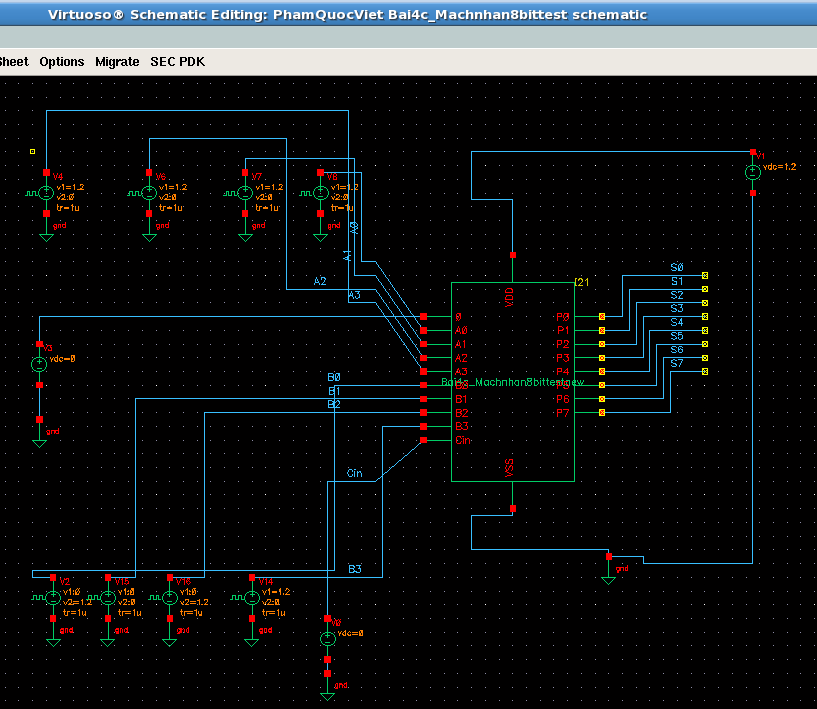 Virtuoso® Schematic Editing: PhamQuocViet Bai4c_Machnhan8bittest schematic
Sheet Options Migrate SEC PDK
V4 V6 V7 V8 V1
v1=1.2 v1=1.2 v1=1.2 v1=1.2 vdc=1.2
v2:0 v2:0 v2:0 v2:0
tr=1u tr=1u tr=1u tr=1u
gnd gnd gnd gnd
A0
A1
A2
A3
I21
VDD
S0
S1
S2
S3
S4
S5
S6
S7
0 P0
A0 P1
A1 P2
A2 P3
A3 P4
B1 P6
B2 P7
B3
Cin
Bai4c_Machnhan8bittestnew
VSS
V3
vdc=0
gnd
B0
B1
B2
Cin
B3
gnd
V2 V15 V16 V14
v1:0 v1:0 v1:0 v1=1.2
v2=1.2 v2:0 v2=1.2 v2:0
tr=1u tr=1u tr=1u tr=1u
gnd gnd gnd gnd
vdc=0
gnd